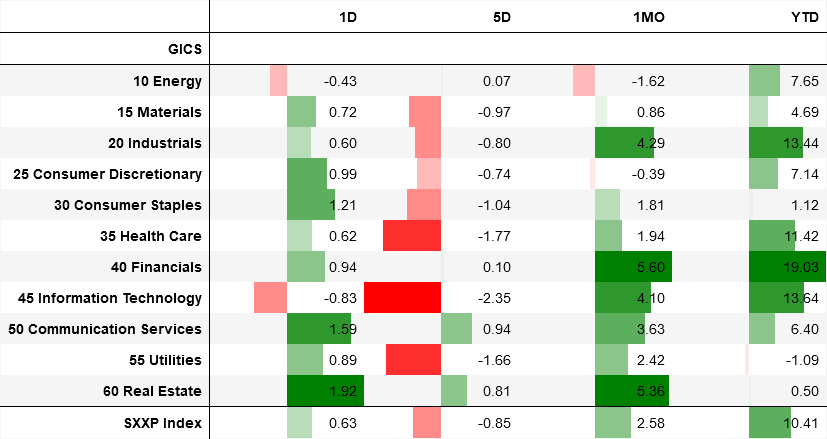 1D 5D 1MO YTD
GICS
10 Energy -0.43 0.07 -1.62 7.65
15 Materials 0.72 -0.97 0.86 4.69
20 Industrials 0.60 -0.80 4.29 13.44
25 Consumer Discretionary 0.99 -0.74 -0.39 7.14
30 Consumer Staples 1.21 -1.04 1.81 1.12
35 Health Care 0.62 -1.77 1.94 11.42
40 Financials 0.94 0.10 5.60 19.03
45 Information Technology -0.83 -2.35 4.10 13.64
50 Communication Services 1.59 0.94 3.63 6.40
55 Utilities 0.89 -1.66 2.42 -1.09
60 Real Estate 1.92 0.81 5.36 0.50
SXXP Index 0.63 -0.85 2.58 10.41